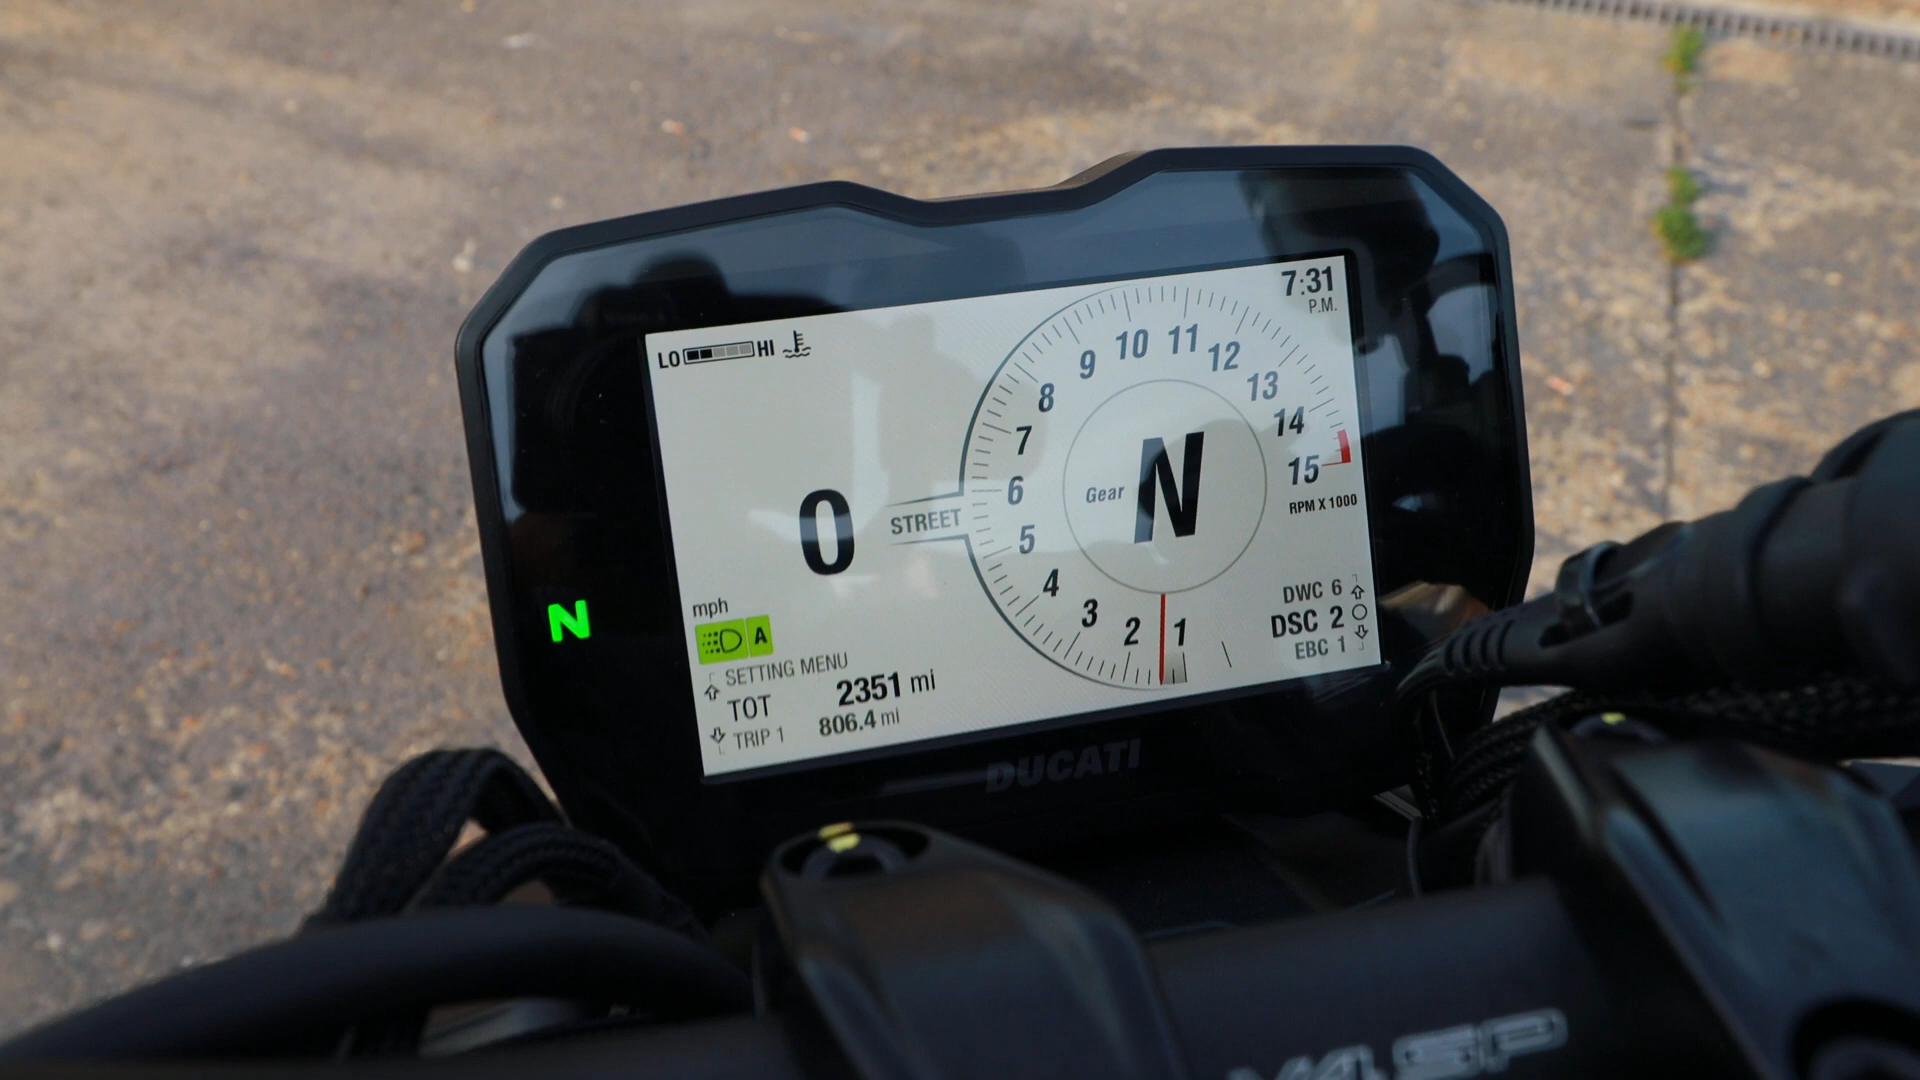 7:31
P.M.
LO HI
10 11
9 12
8 13
7 14
6 15
5
4
3
2 1
RPM X 1000
Gear N
0 STREET
mph
A
N
DWC 6
DSC 2
EBC 1
SETTING MENU
TOT 2351 mi
TRIP 1 806.4 mi
DUCATI
V4 SP